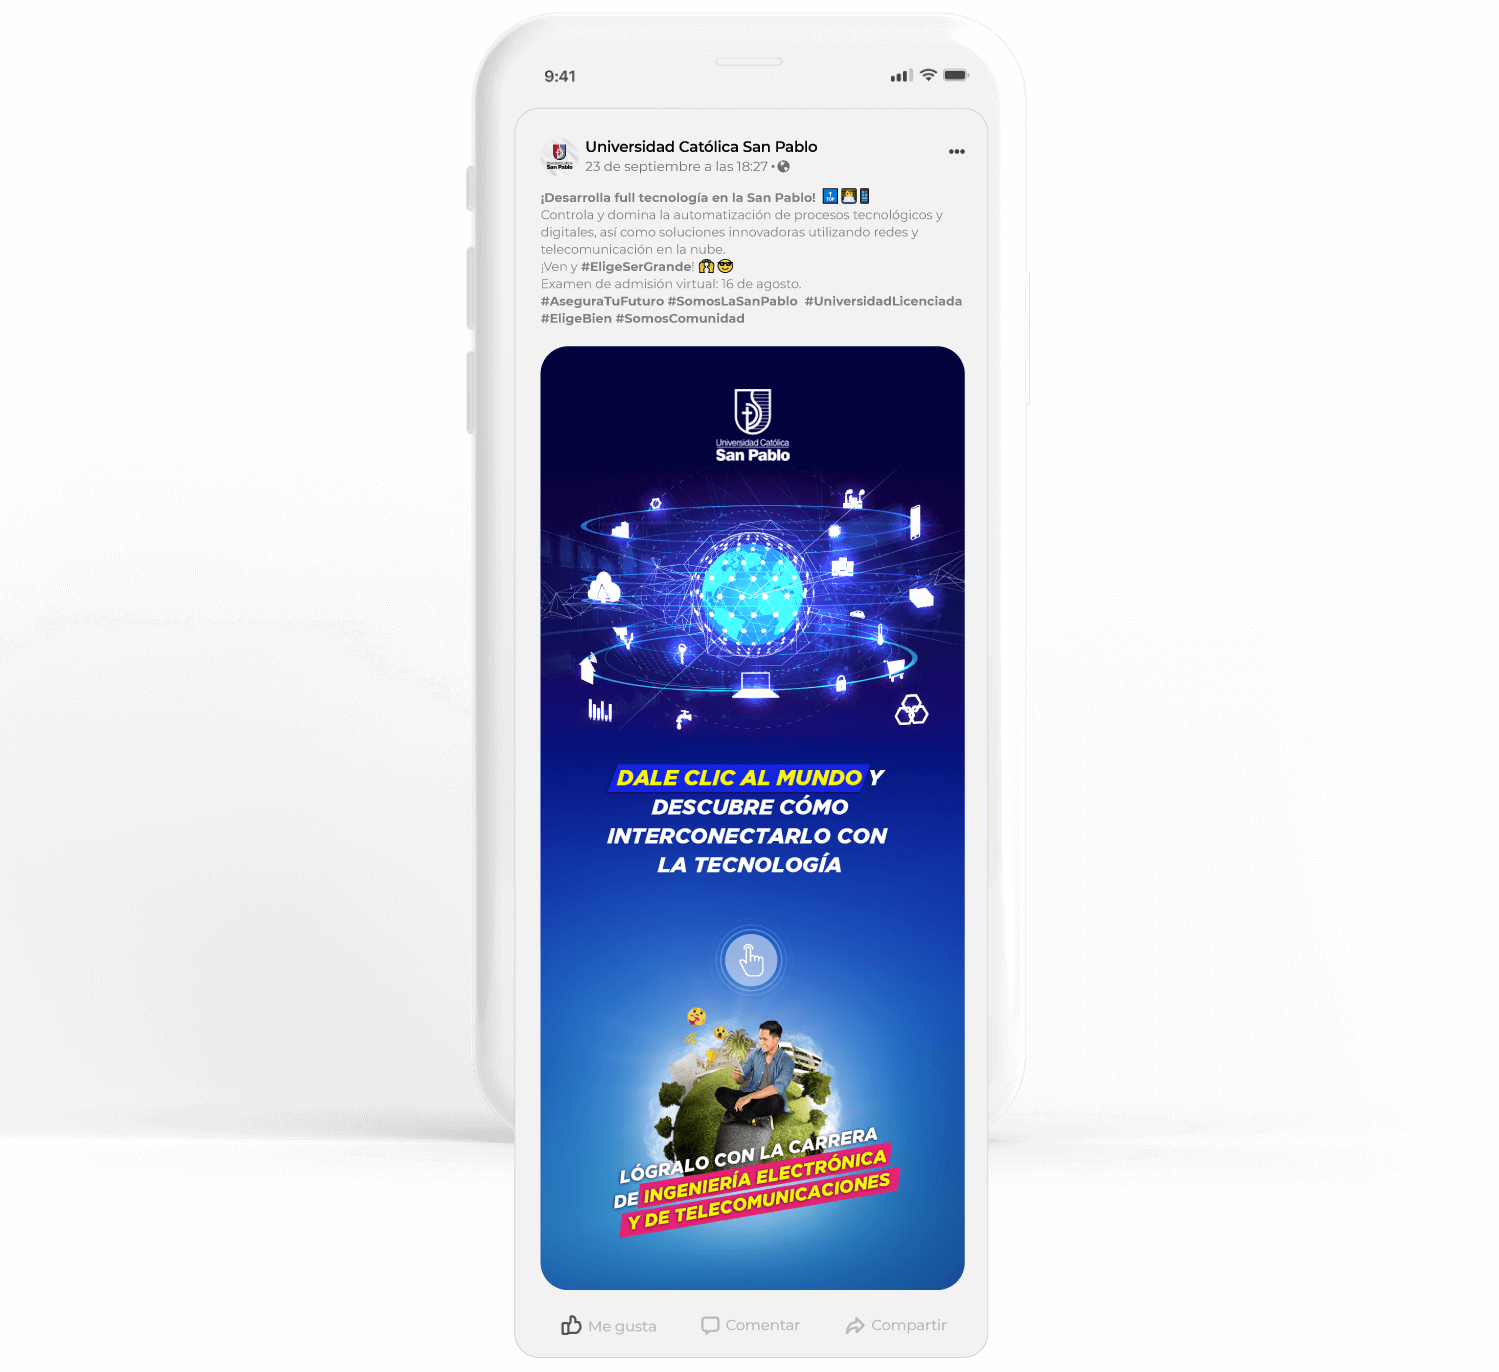 9:41
Universidad Católica San Pablo
23 de septiembre a las 18:27 •
¡Desarrolla full tecnología en la San Pablo!
Controla y domina la automatización de procesos tecnológicos y
digitales, así como soluciones innovadoras utilizando redes y
telecomunicación en la nube.
¡Ven y #EligeSerGrande!
Examen de admisión virtual: 16 de agosto.
#AseguraTuFuturo #SomosLaSanPablo #UniversidadLicenciada
#EligeBien #SomosComunidad
Universidad Católica
San Pablo
DALE CLIC AL MUNDO Y
DESCUBRE CÓMO
INTERCONECTARLO CON
LA TECNOLOGÍA
LÓGRALO CON LA CARRERA
DE INGENIERÍA ELECTRÓNICA
Y DE TELECOMUNICACIONES
Me gusta
Comentar
Compartir